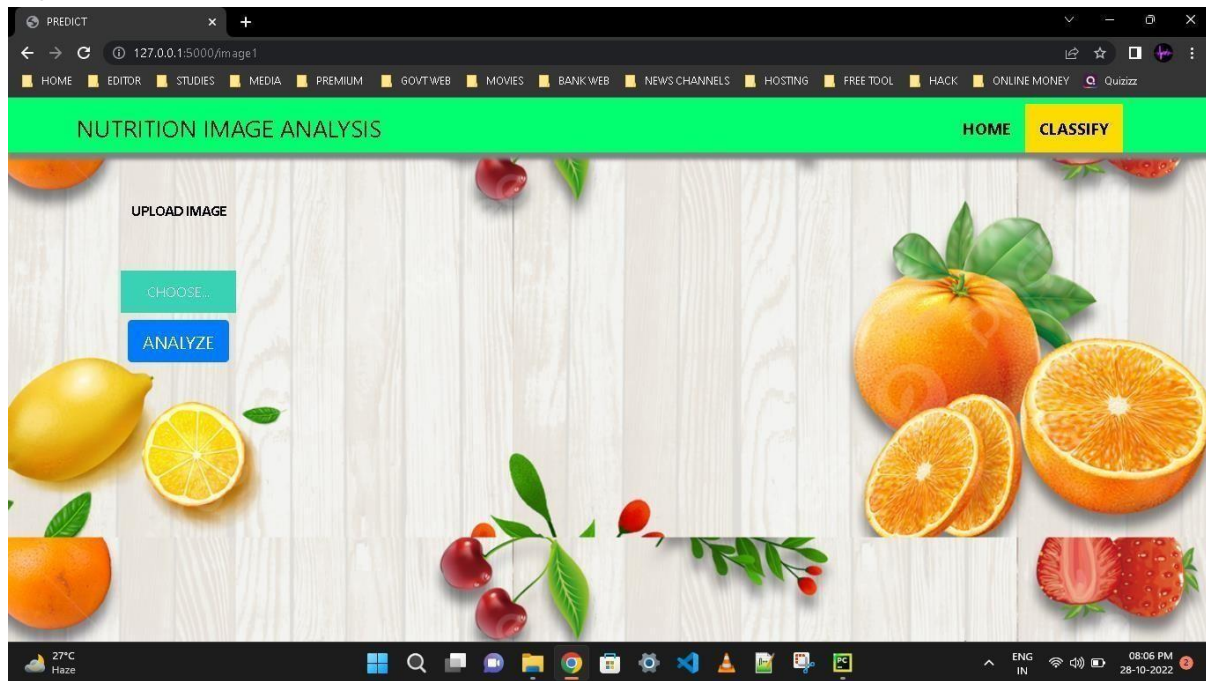 PREDICT
127.0.0.1:5000/image1
HOME EDITOR STUDIES MEDIA PREMIUM GOVT WEB MOVIES BANK WEB NEWS CHANNELS HOSTING FREE TOOL HACK ONLINE MONEY Quizizz
NUTRITION IMAGE ANALYSIS HOME CLASSIFY
UPLOAD IMAGE
CHOOSE...
ANALYZE
27°C
Haze
PC
ENG
IN
08:06 PM
28-10-2022
2